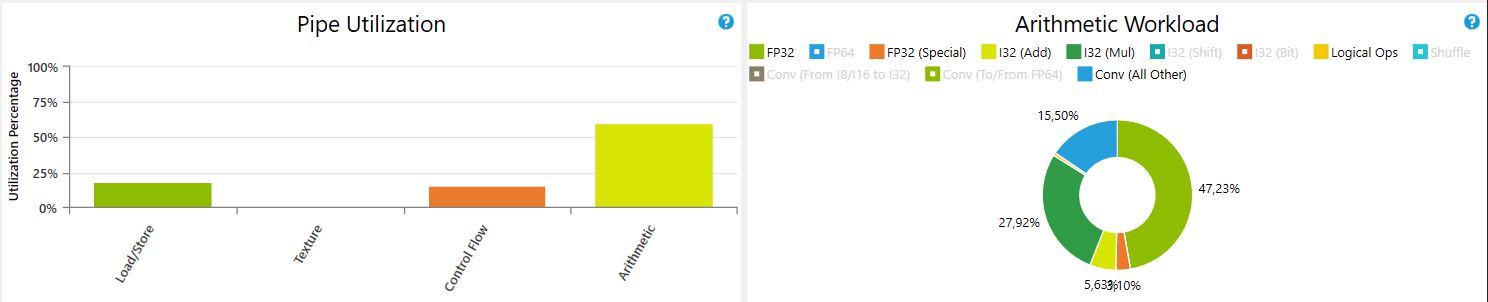 Pipe Utilization
?
Utilization Percentage
100%
75%
50%
25%
0%
Load/Store
Texture
Control Flow
Arithmetic
Arithmetic Workload
?
FP32 FP64 FP32 (Special) I32 (Add) I32 (Mul) I32 (Shift) I32 (Bit) Logical Ops Shuffle
Conv (From I8/I16 to I32) Conv (To/From FP64) Conv (All Other)
15,50%
47,23%
27,92%
5,63%
3,10%